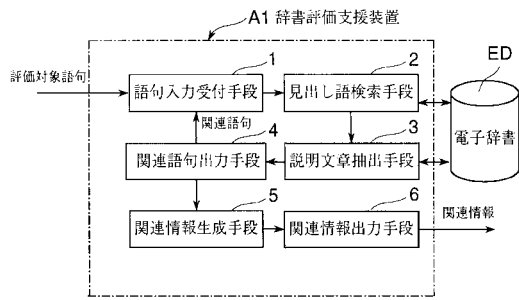 A1 辞書評価支援装置
評価対象語句
1
語句入力受付手段
2
見出し語検索手段
ED
電子辞書
関連語句
4
関連語句出力手段
3
説明文章抽出手段
5
関連情報生成手段
6
関連情報出力手段
関連情報